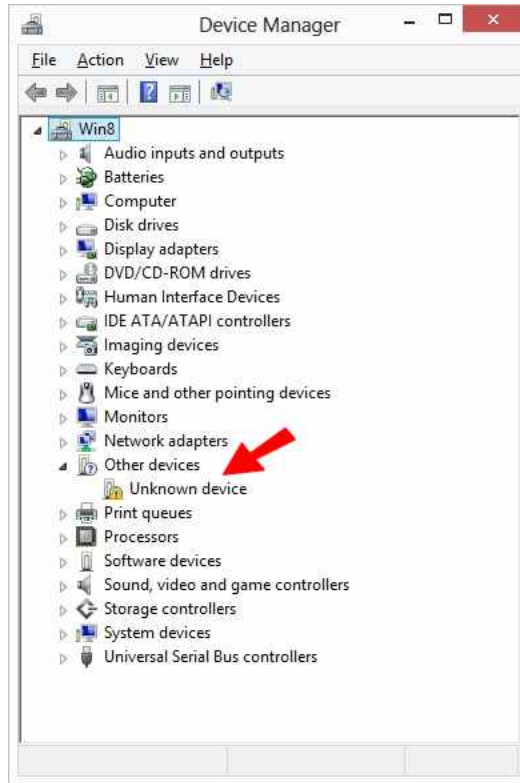 Device Manager
File Action View Help
Win8
Audio inputs and outputs
Batteries
Computer
Disk drives
Display adapters
DVD/CD-ROM drives
Human Interface Devices
IDE ATA/ATAPI controllers
Imaging devices
Keyboards
Mice and other pointing devices
Monitors
Network adapters
Other devices
Unknown device
Print queues
Processors
Software devices
Sound, video and game controllers
Storage controllers
System devices
Universal Serial Bus controllers